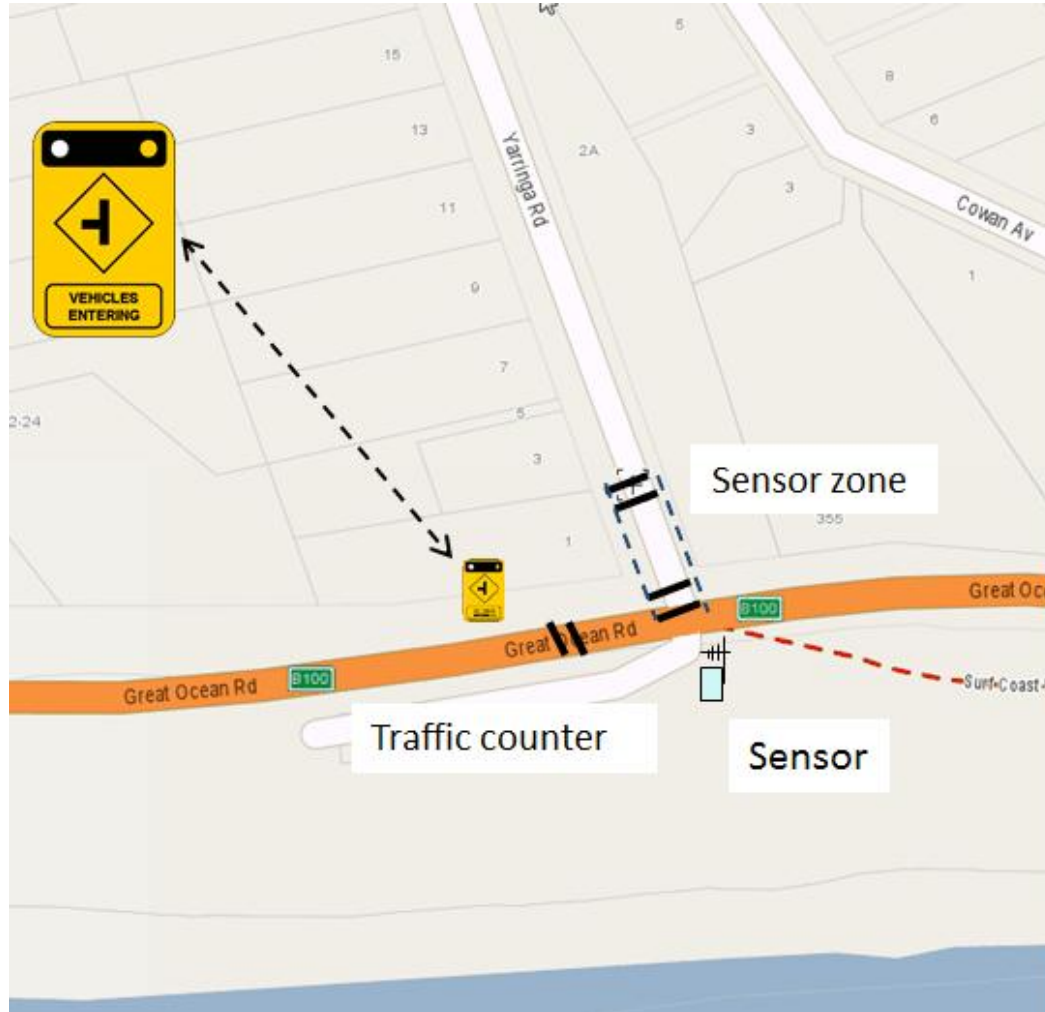 5
15
8
13
3
6
2A
Yarringa Rd
3
11
Cowan Av
VEHICLES
ENTERING
9
1
7
2-24
5
3
Sensor zone
355
1
Great Oc
B100
Great Ocean Rd
B100
Great Ocean Rd
Surf-Coast
Traffic counter
Sensor